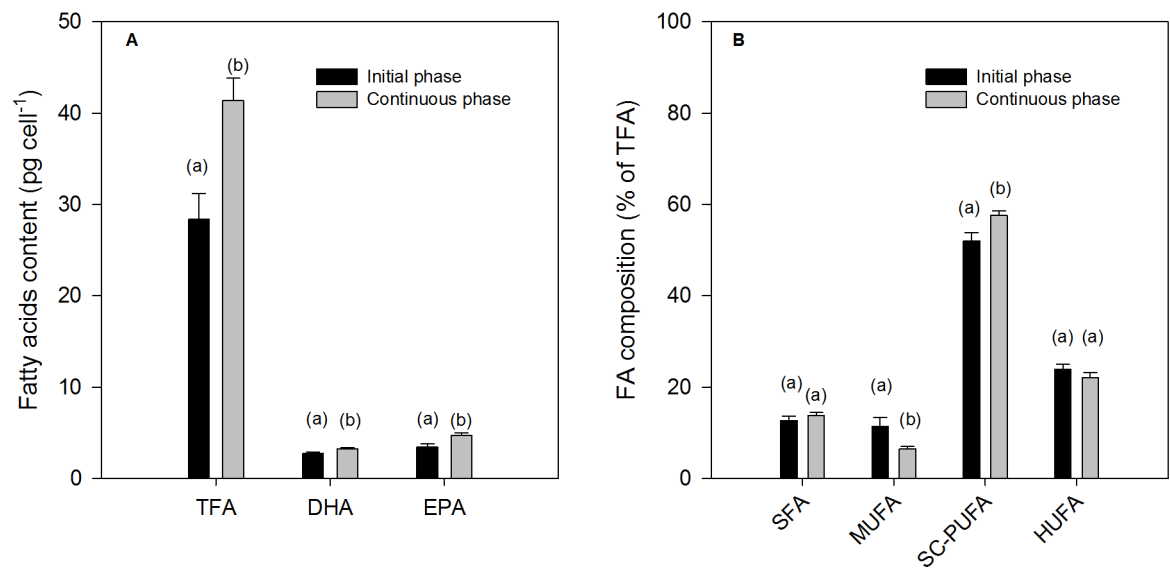 A
Fatty acids content (pg cell⁻¹)
50
40
30
20
10
0
Initial phase
Continuous phase
(a)
(b)
(a)
(b)
(a)
(b)
TFA
DHA
EPA
B
FA composition (% of TFA)
100
80
60
40
20
0
Initial phase
Continuous phase
(a)
(a)
(a)
(b)
(a)
(b)
(a)
(a)
SFA
MUFA
SC-PUFA
HUFA